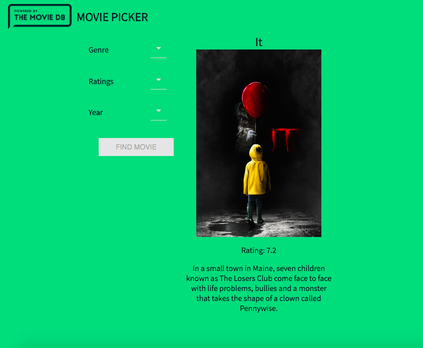 POWERED BY
THE MOVIE DB
MOVIE PICKER
Genre
Ratings
Year
FIND MOVIE
It
IT
Rating: 7.2
In a small town in Maine, seven children
known as The Losers Club come face to face
with life problems, bullies and a monster
that takes the shape of a clown called
Pennywise.